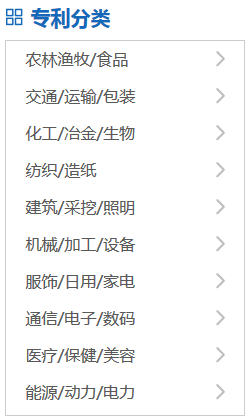 专利分类
农林渔牧/食品
交通/运输/包装
化工/冶金/生物
纺织/造纸
建筑/采挖/照明
机械/加工/设备
服饰/日用/家电
通信/电子/数码
医疗/保健/美容
能源/动力/电力